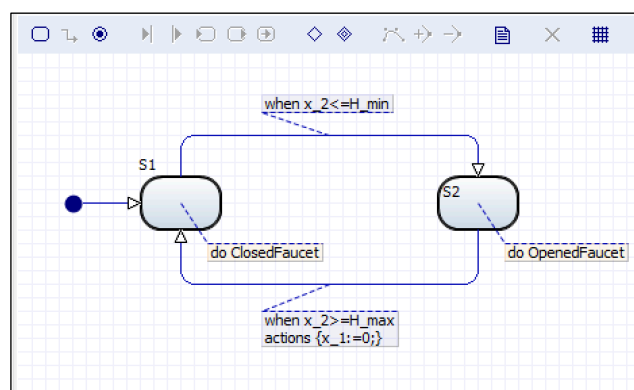 when x_2<=H_min
S1
S2
do ClosedFaucet
do OpenedFaucet
when x_2>=H_max
actions {x_1:=0;}